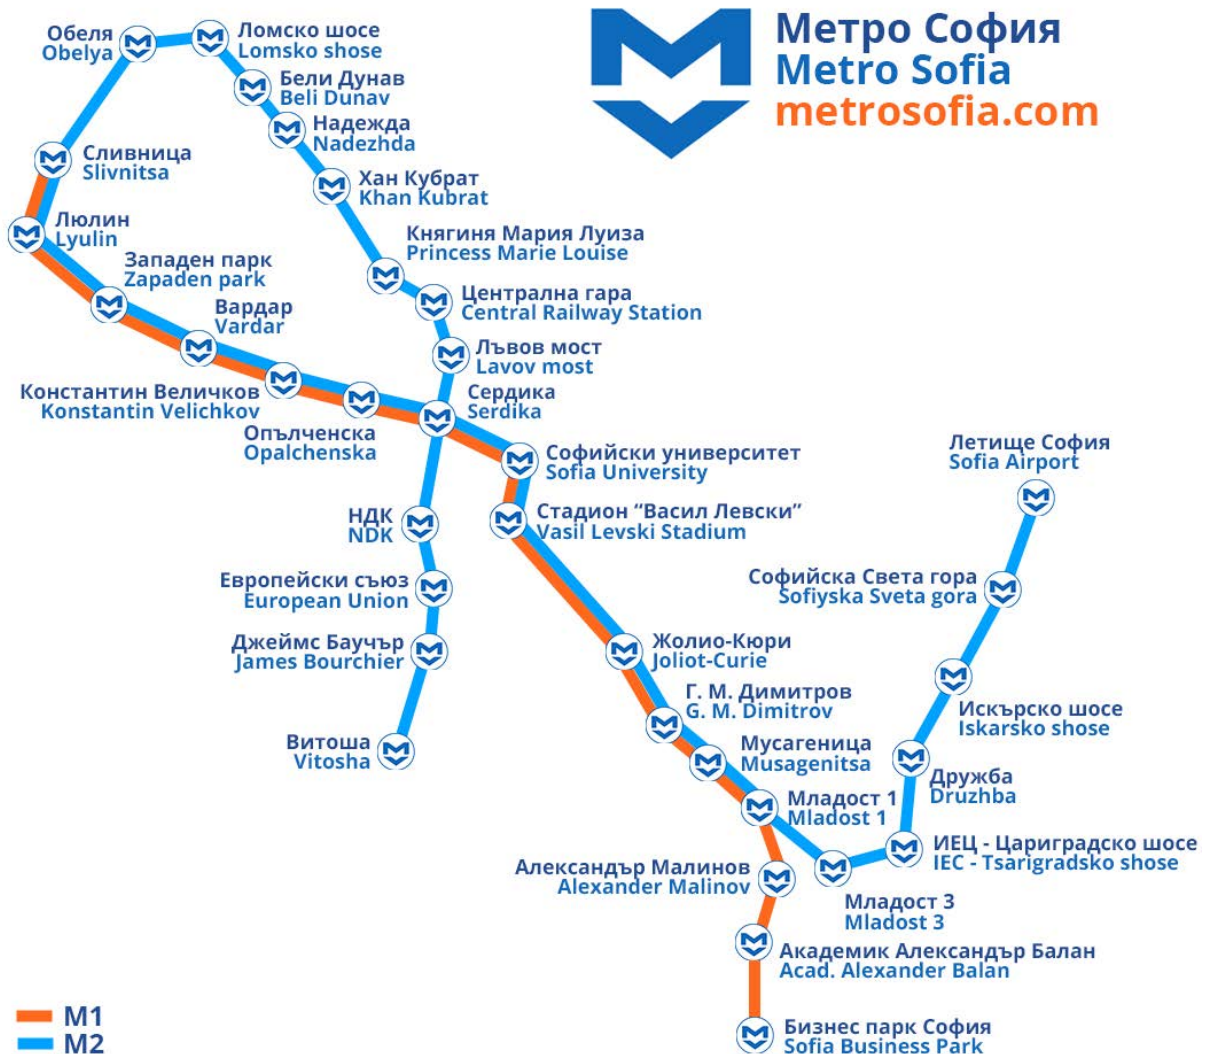 Метро София
Metro Sofia
metrosofia.com
Обеля
Obelya
Ломско шосе
Lomsko shose
Бели Дунав
Beli Dunav
Надежда
Nadezhda
Сливница
Slivnitsa
Хан Кубрат
Khan Kubrat
Люлин
Lyulin
Княгиня Мария Луиза
Princess Marie Louise
Западен парк
Zapaden park
Централна гара
Central Railway Station
Вардар
Vardar
Лъвов мост
Lavov most
Константин Величков
Konstantin Velichkov
Сердика
Serdika
Опълченска
Opalchenska
Софийски университет
Sofia University
Летище София
Sofia Airport
НДК
NDK
Стадион “Васил Левски”
Vasil Levski Stadium
Европейски съюз
European Union
Софийска Света гора
Sofiyska Sveta gora
Джеймс Баучър
James Bourchier
Жолио-Кюри
Joliot-Curie
Г. М. Димитров
G. M. Dimitrov
Искърско шосе
Iskarsko shose
Витоша
Vitosha
Мусагеница
Musagenitsa
Дружба
Druzhba
Младост 1
Mladost 1
ИЕЦ - Цариградско шосе
IEC - Tsarigradsko shose
Александър Малинов
Alexander Malinov
Младост 3
Mladost 3
Академик Александър Балан
Acad. Alexander Balan
Бизнес парк София
Sofia Business Park
M1
M2